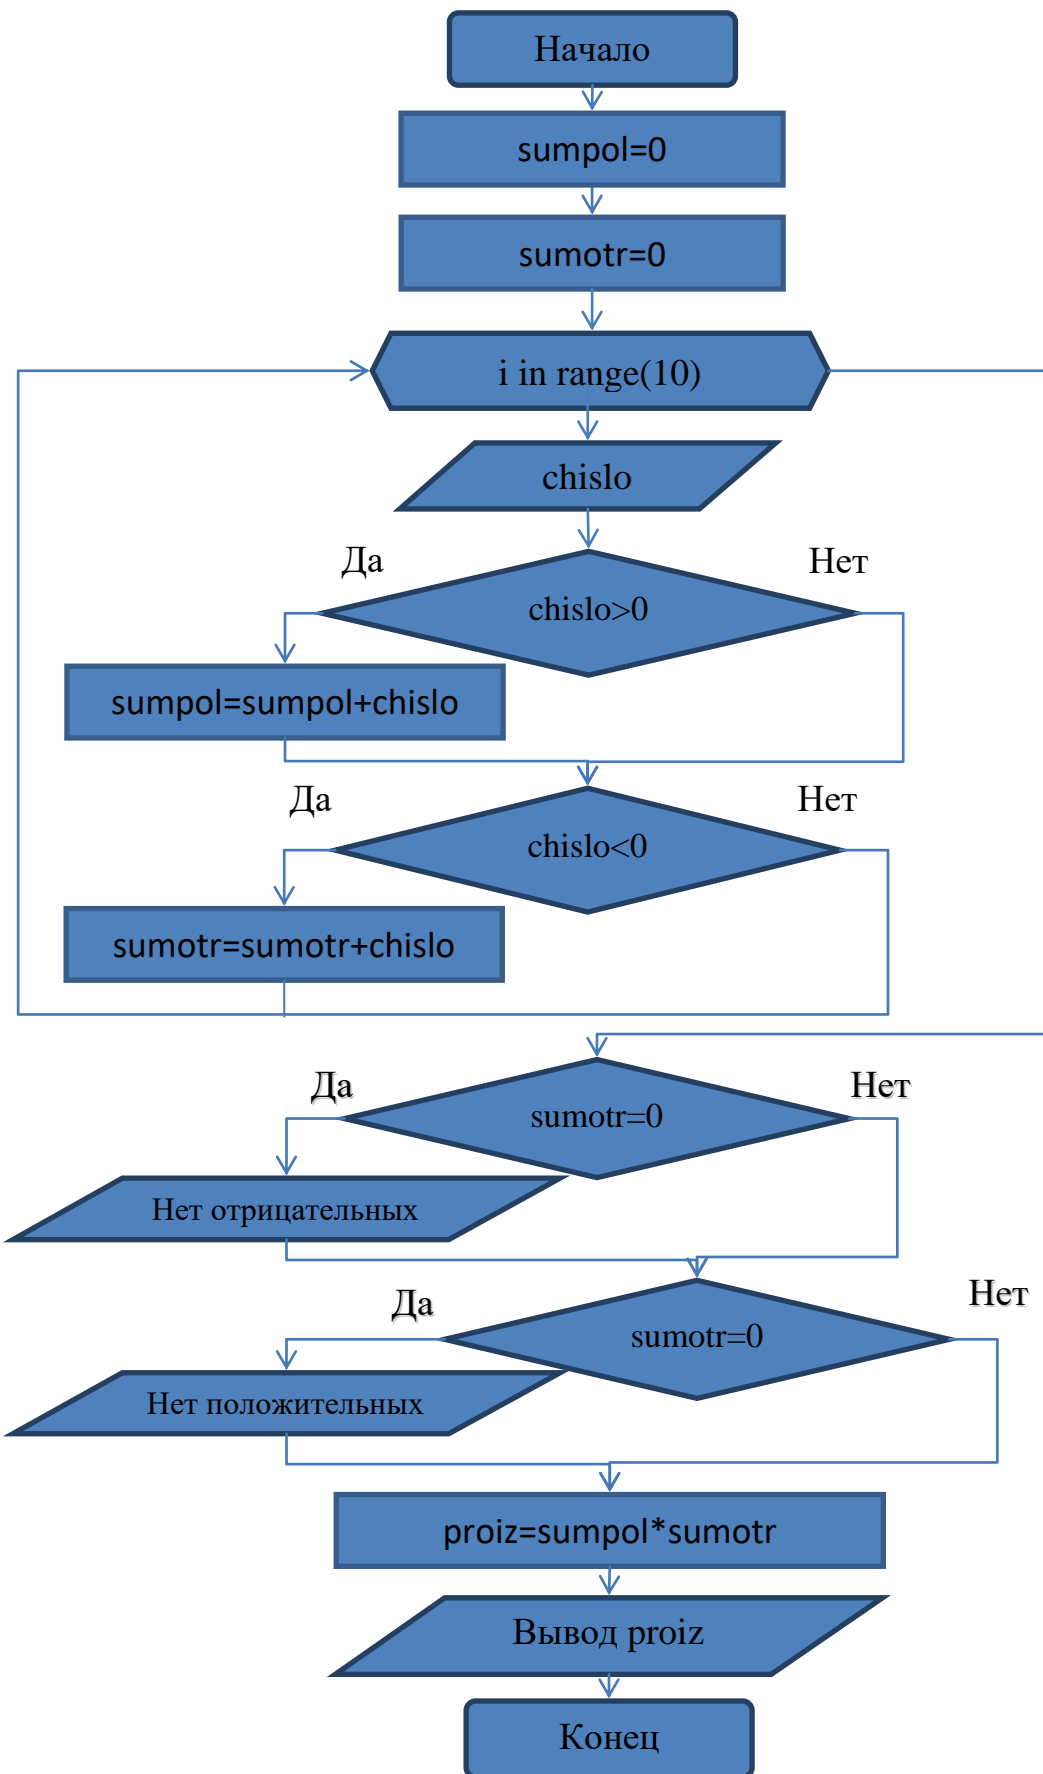 Начало
sumpol=0
sumotr=0
i in range(10)
chislo
Да
Нет
chislo>0
sumpol=sumpol+chislo
Да
Нет
chislo<0
sumotr=sumotr+chislo
Да
Нет
sumotr=0
Нет отрицательных
Да
Нет
sumotr=0
Нет положительных
proiz=sumpol*sumotr
Вывод proiz
Конец